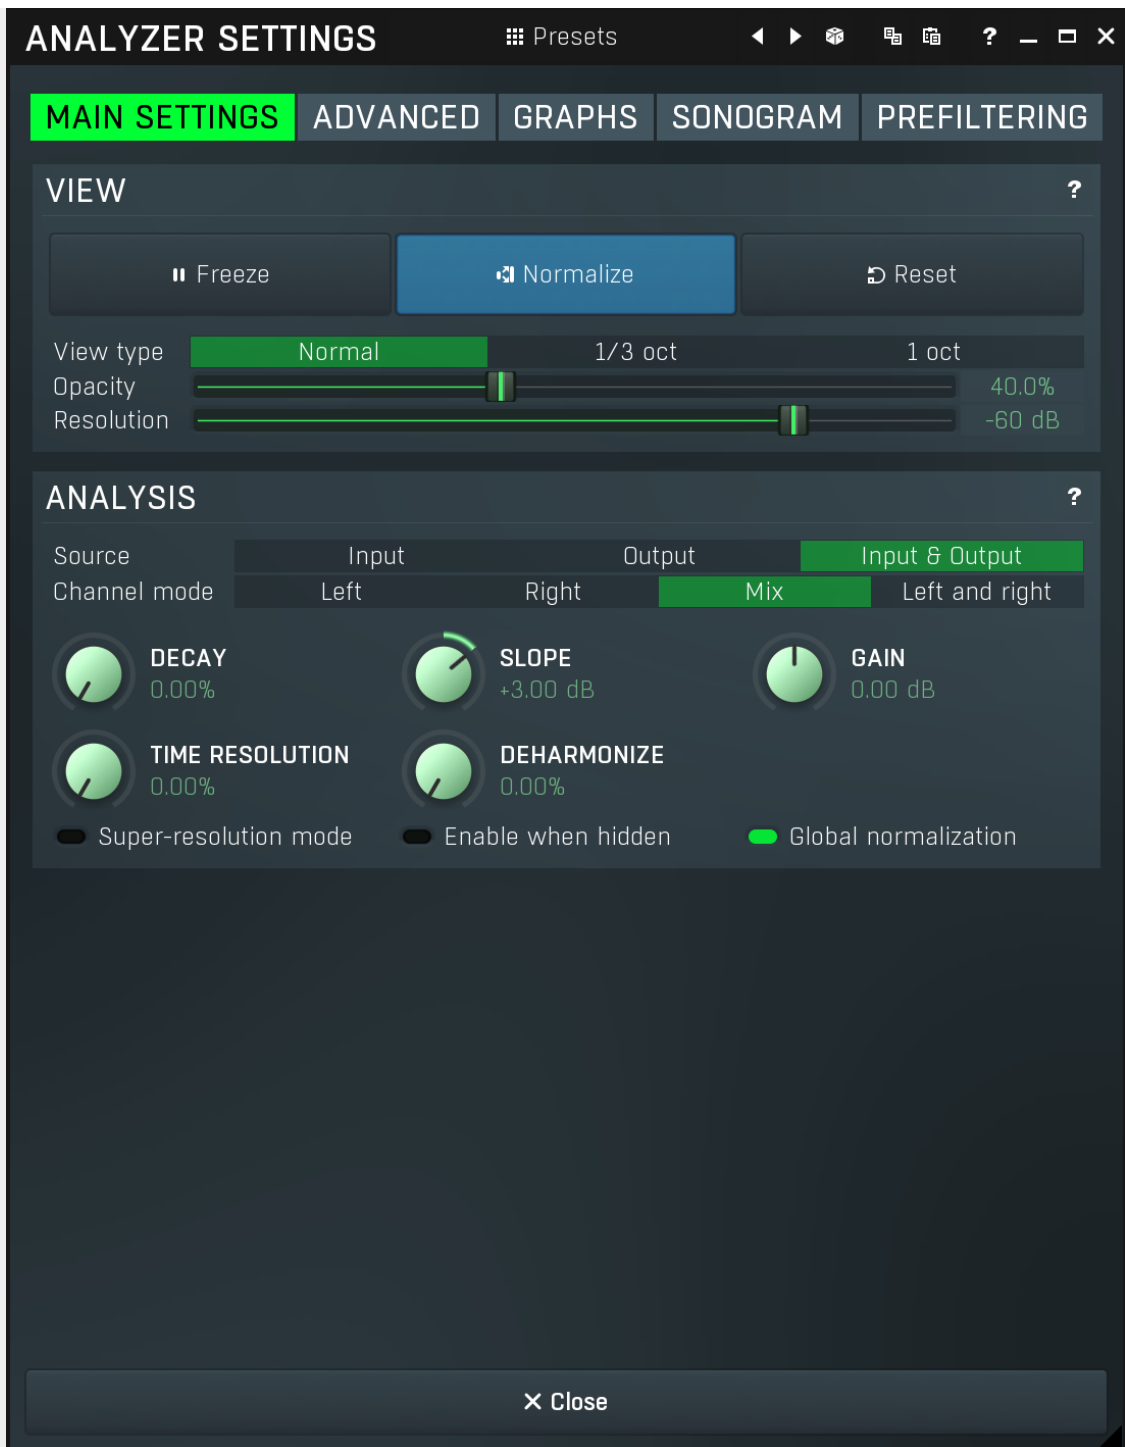 ANALYZER SETTINGS Presets ?
MAIN SETTINGS ADVANCED GRAPHS SONOGRAM PREFILTERING
VIEW ?
Freeze Normalize Reset
View type Normal 1/3 oct 1 oct
Opacity 40.0%
Resolution -60 dB
ANALYSIS ?
Source Input Output Input & Output
Channel mode Left Right Mix Left and right
DECAY SLOPE GAIN
0.00% +3.00 dB 0.00 dB
TIME RESOLUTION DEHARMONIZE
0.00% 0.00%
Super-resolution mode Enable when hidden Global normalization
Close